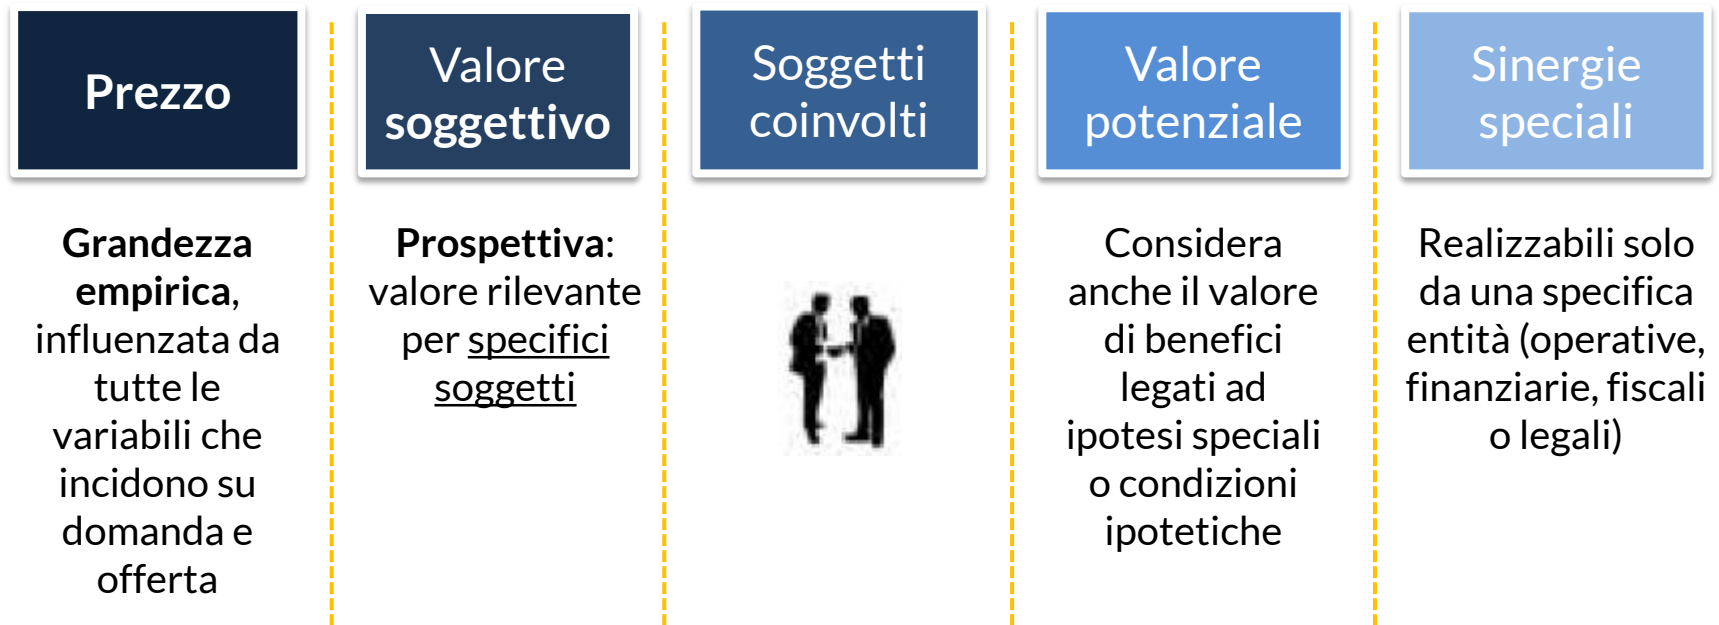 Prezzo
Grandezza
empirica,
influenzata da
tutte le
variabili che
incidono su
domanda e
offerta
Valore
soggettivo
Prospettiva:
valore rilevante
per specifici
soggetti
Soggetti
coinvolti
Valore
potenziale
Considera
anche il valore
di benefici
legati ad
ipotesi speciali
o condizioni
ipotetiche
Sinergie
speciali
Realizzabili solo
da una specifica
entità (operative,
finanziarie, fiscali
o legali)